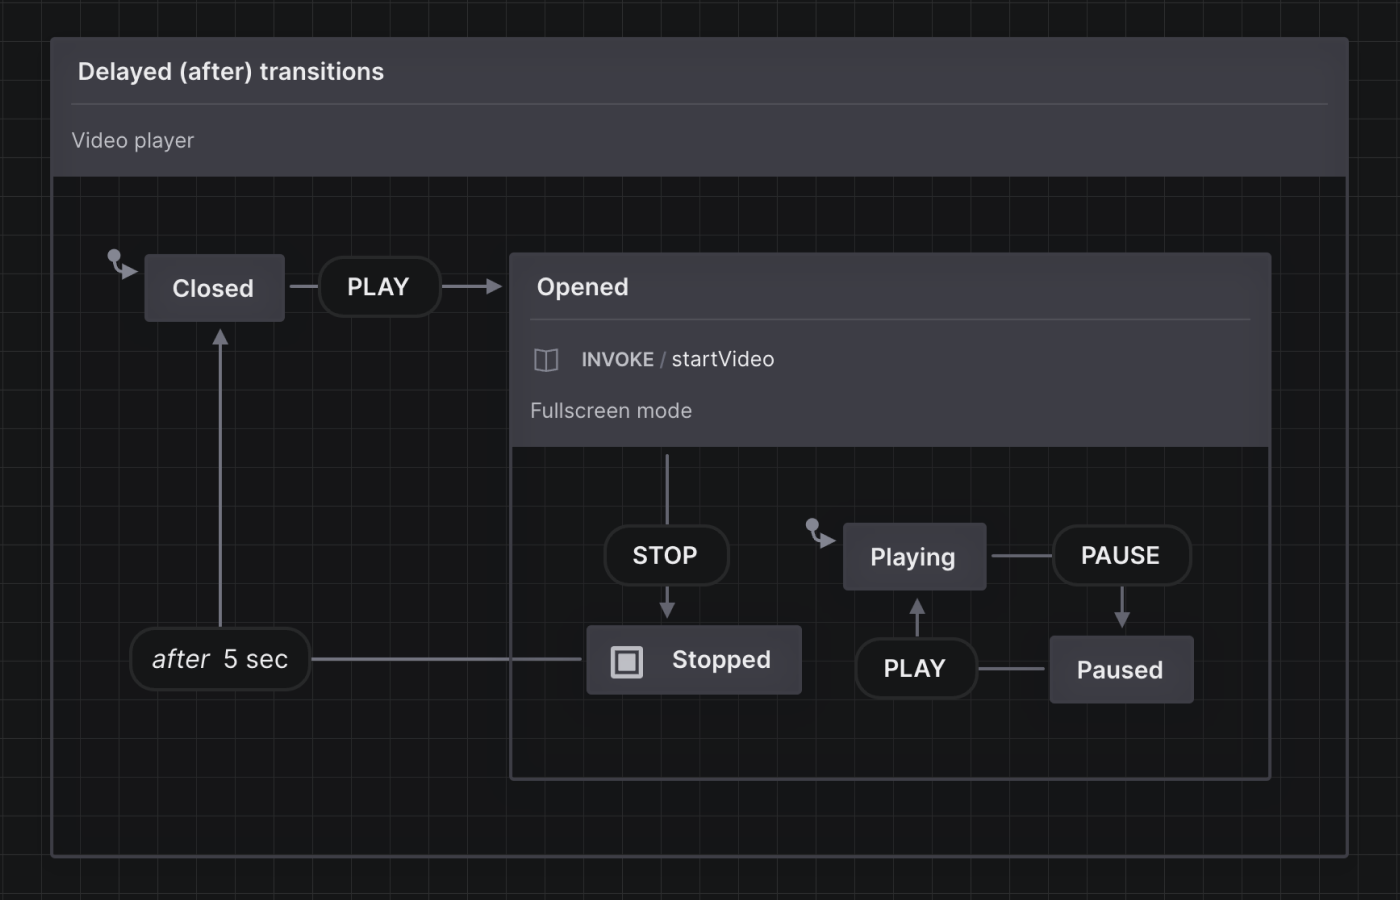 Delayed (after) transitions
Video player
Closed
PLAY
Opened
INVOKE / startVideo
Fullscreen mode
STOP
Playing
PAUSE
after 5 sec
Stopped
PLAY
Paused